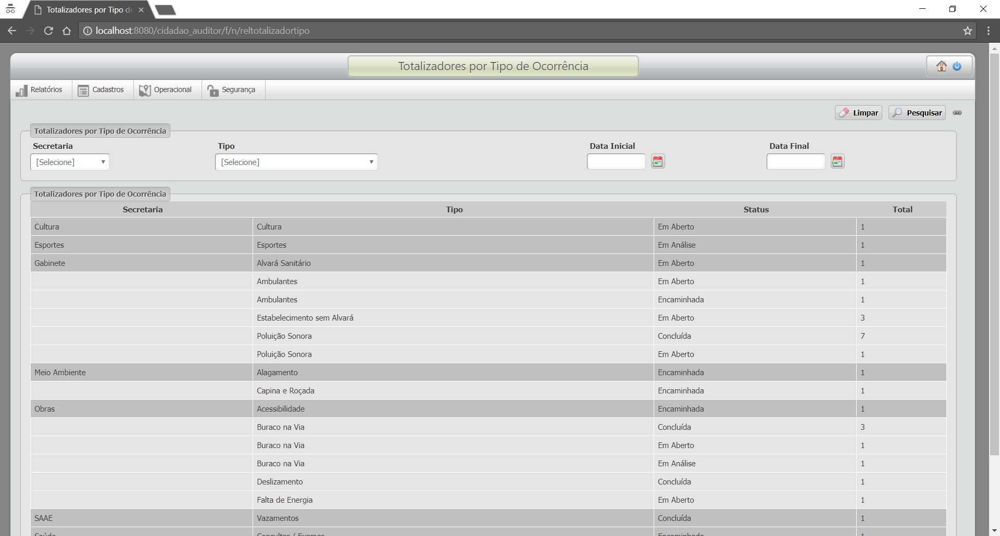 Totalizadores por Tipo de
localhost:8080/cidadao_auditor/f/n/reltotalizadortipo
Totalizadores por Tipo de Ocorrência
Relatórios Cadastros Operacional Segurança
Limpar Pesquisar
Totalizadores por Tipo de Ocorrência
Secretaria Tipo Data Inicial Data Final
[Selecione] [Selecione]
Totalizadores por Tipo de Ocorrência
Secretaria Tipo Status Total
Cultura Cultura Em Aberto 1
Esportes Esportes Em Análise 1
Gabinete Alvará Sanitário Em Aberto 1
Ambulantes Em Aberto 1
Ambulantes Encaminhada 1
Estabelecimento sem Alvará Em Aberto 3
Poluição Sonora Concluída 7
Poluição Sonora Em Aberto 1
Meio Ambiente Alagamento Encaminhada 1
Capina e Roçada Encaminhada 1
Obras Acessibilidade Encaminhada 1
Buraco na Via Concluída 3
Buraco na Via Em Aberto 1
Buraco na Via Em Análise 1
Deslizamento Concluída 1
Falta de Energia Em Aberto 1
SAAE Vazamentos Concluída 1
Saúde Consultas / Exames Encaminhada 1